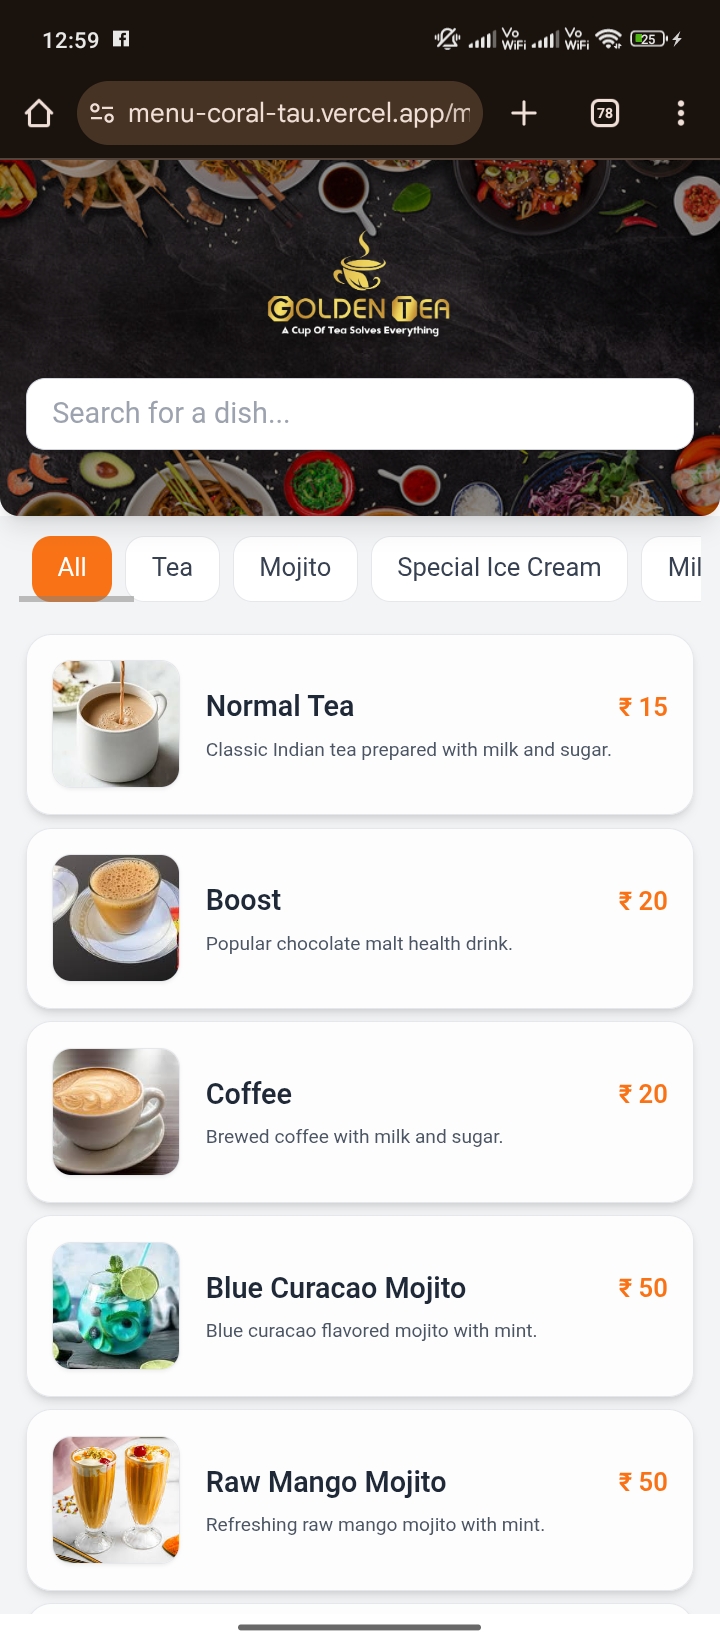 12:59
Vo WiFi
Vo WiFi
25
menu-coral-tau.vercel.app/m
78
GOLDEN TEA
A Cup Of Tea Solves Everything
Search for a dish...
All
Tea
Mojito
Special Ice Cream
Mil
Normal Tea
₹ 15
Classic Indian tea prepared with milk and sugar.
Boost
₹ 20
Popular chocolate malt health drink.
Coffee
₹ 20
Brewed coffee with milk and sugar.
Blue Curacao Mojito
₹ 50
Blue curacao flavored mojito with mint.
Raw Mango Mojito
₹ 50
Refreshing raw mango mojito with mint.